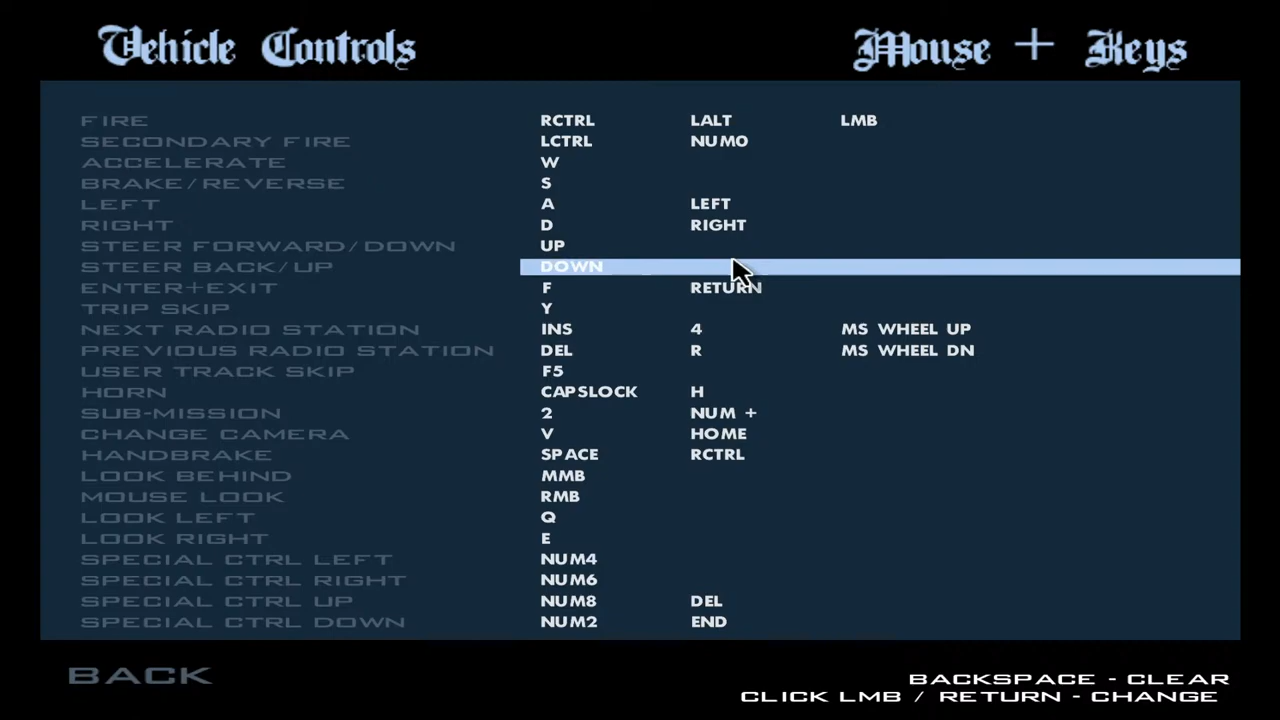 Vehicle Controls Mouse + Keys
FIRE RCTRL LALT LMB
SECONDARY FIRE LCTRL NUM0
ACCELERATE W
BRAKE/REVERSE S
LEFT A LEFT
RIGHT D RIGHT
STEER FORWARD/DOWN UP
STEER BACK/UP DOWN
ENTER+EXIT F RETURN
TRIP SKIP Y
NEXT RADIO STATION INS 4 MS WHEEL UP
PREVIOUS RADIO STATION DEL R MS WHEEL DN
USER TRACK SKIP F5
HORN CAPSLOCK H
SUB-MISSION 2 NUM +
CHANGE CAMERA V HOME
HANDBRAKE SPACE RCTRL
LOOK BEHIND MMB
MOUSE LOOK RMB
LOOK LEFT Q
LOOK RIGHT E
SPECIAL CTRL LEFT NUM4
SPECIAL CTRL RIGHT NUM6
SPECIAL CTRL UP NUM8 DEL
SPECIAL CTRL DOWN NUM2 END
BACK
BACKSPACE - CLEAR
CLICK LMB / RETURN - CHANGE